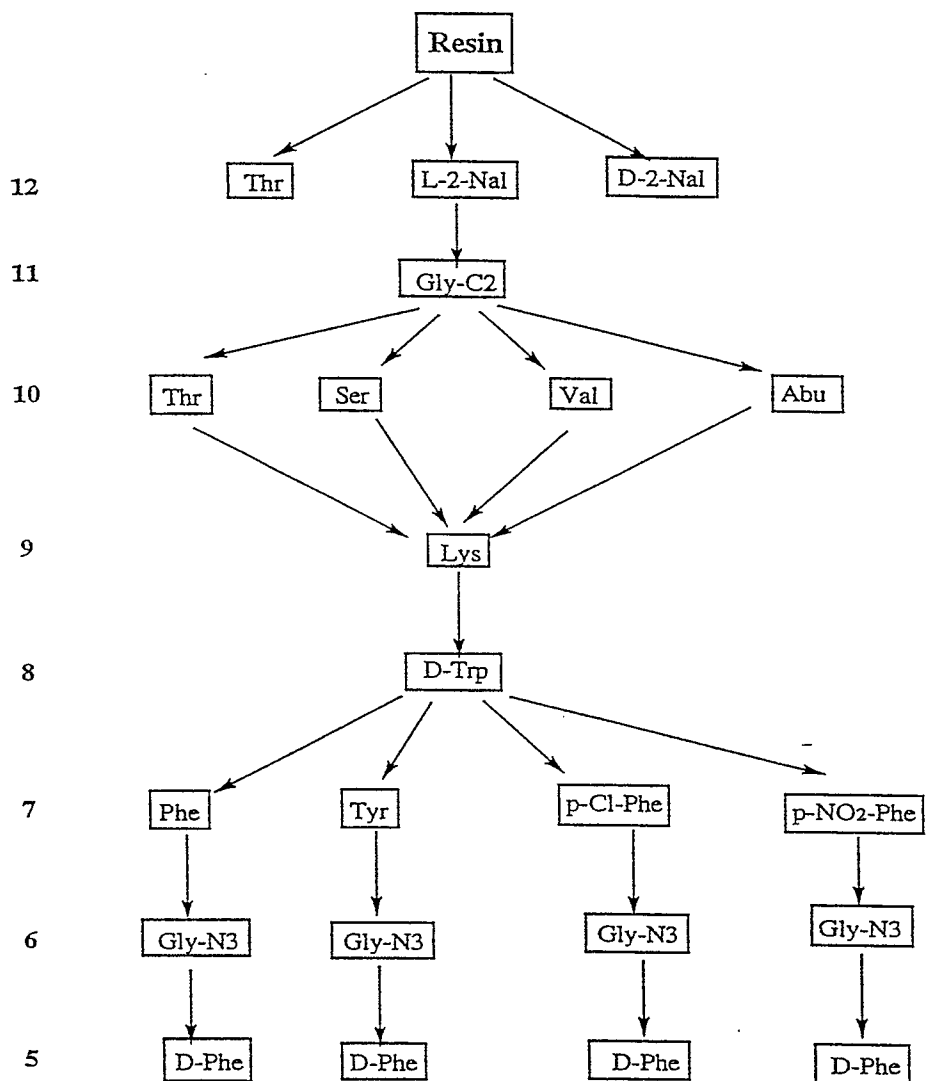 Resin
12 Thr L-2-Nal D-2-Nal
11 Gly-C2
10 Thr Ser Val Abu
9 Lys
8 D-Trp
7 Phe Tyr p-Cl-Phe p-NO2-Phe
6 Gly-N3 Gly-N3 Gly-N3 Gly-N3
5 D-Phe D-Phe D-Phe D-Phe